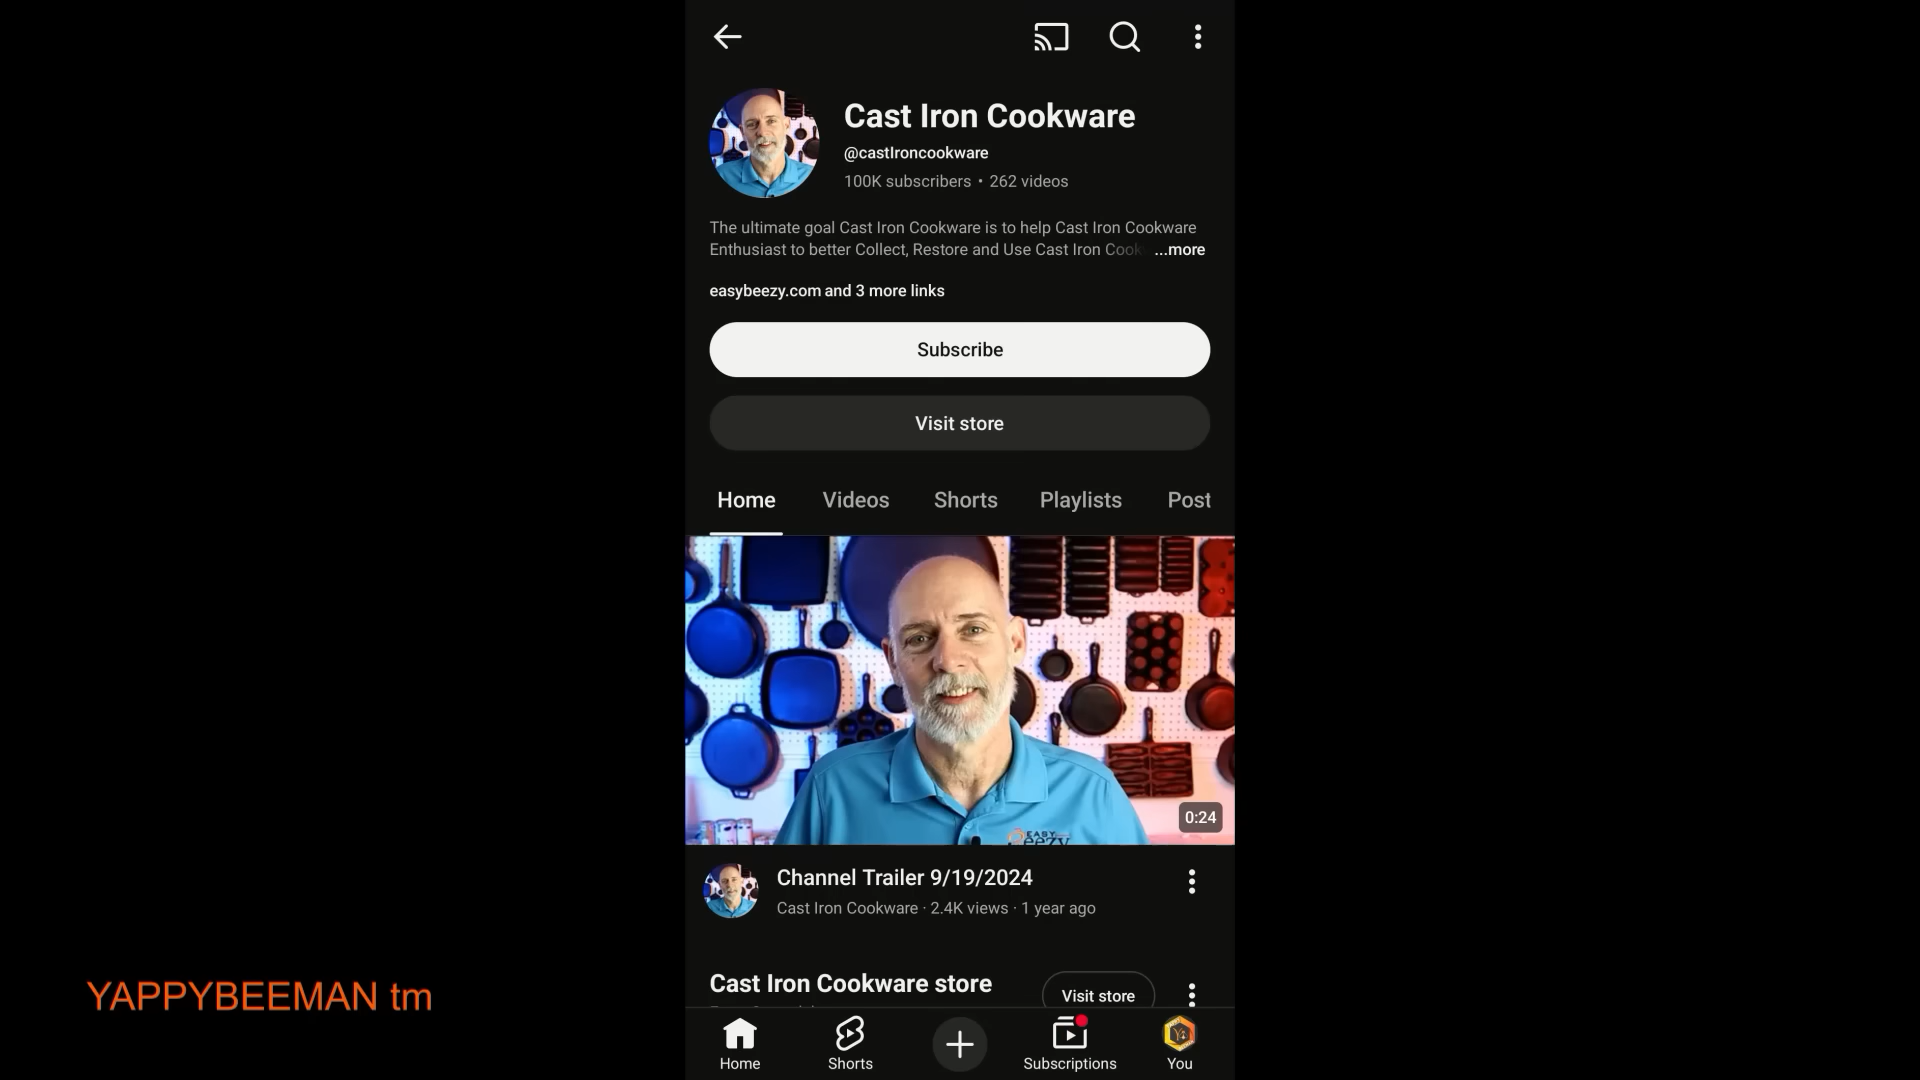 Cast Iron Cookware
@castIroncookware
100K subscribers • 262 videos
The ultimate goal Cast Iron Cookware is to help Cast Iron Cookware
Enthusiast to better Collect, Restore and Use Cast Iron Cook ...more
easybeezy.com and 3 more links
Subscribe
Visit store
Home Videos Shorts Playlists Post
EASY
Beezy
0:24
Channel Trailer 9/19/2024
Cast Iron Cookware · 2.4K views · 1 year ago
Cast Iron Cookware store
Visit store
YAPPYBEEMAN tm
Home Shorts Subscriptions You